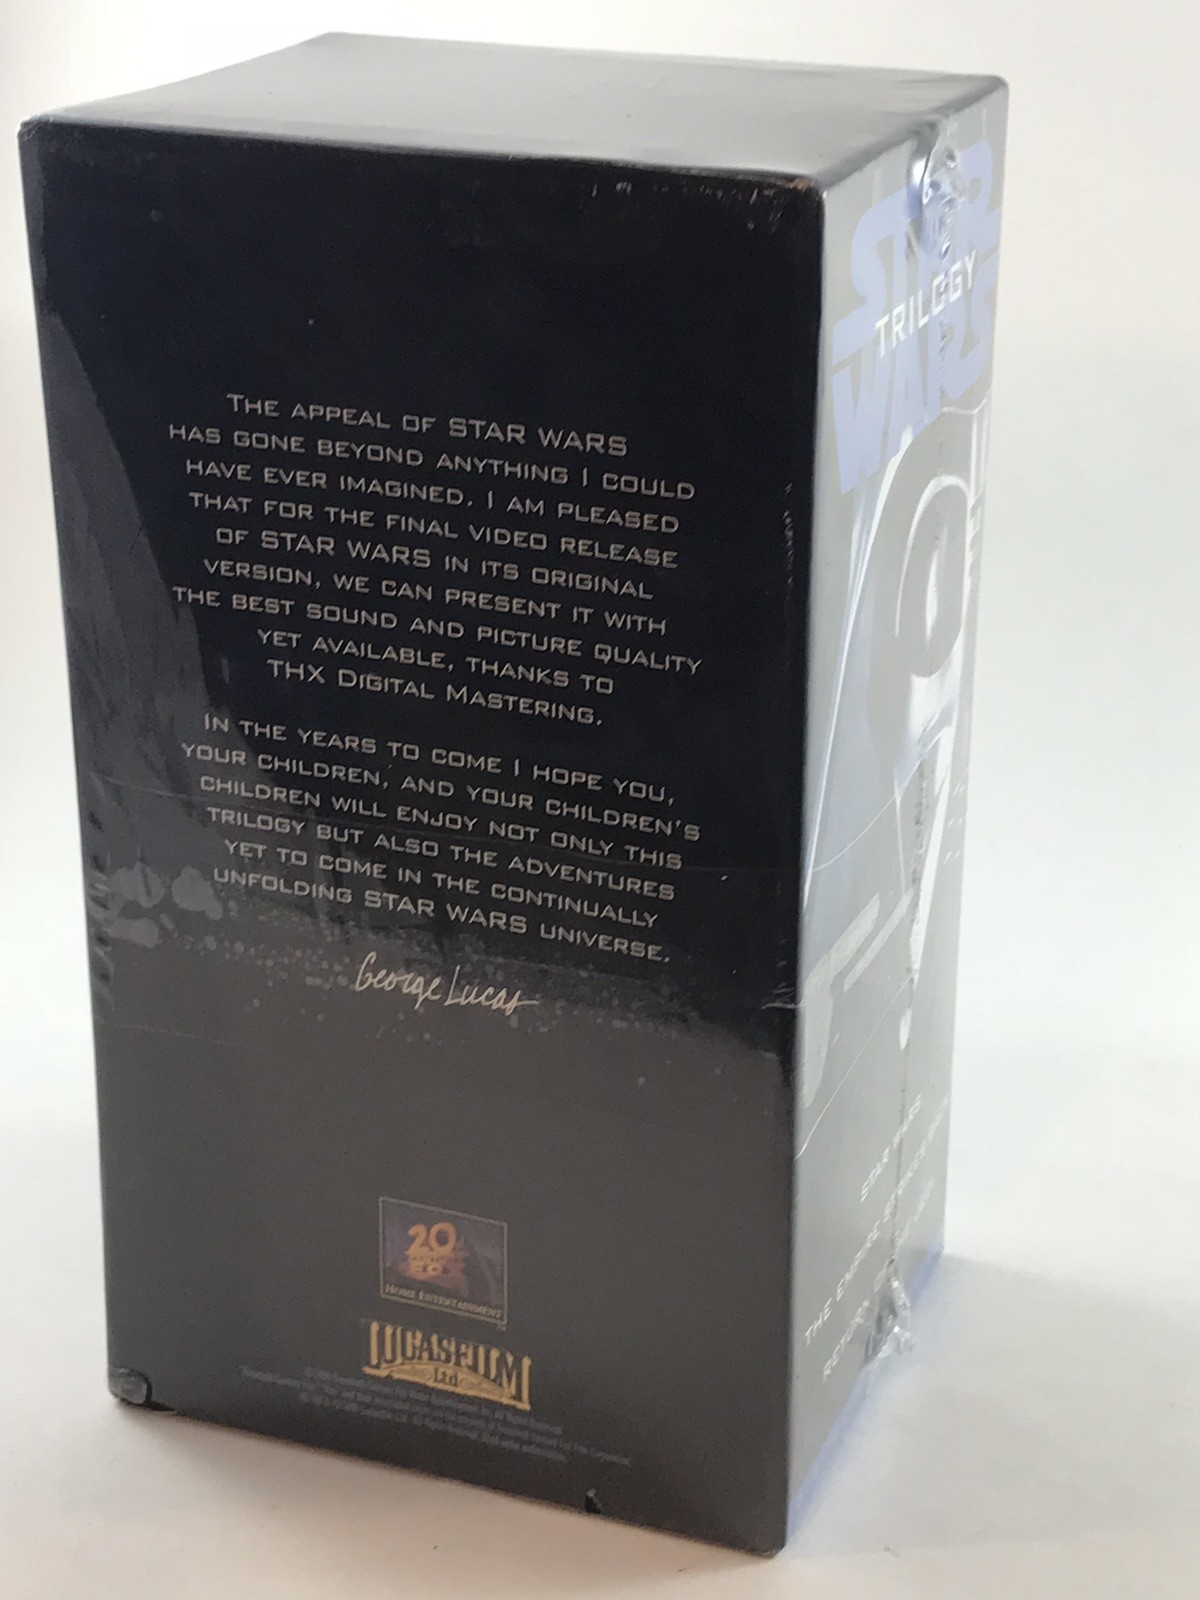 The appeal of STAR WARS
has gone beyond anything I could
have ever imagined. I am pleased
that for the final video release
of STAR WARS in its original
version, we can present it with
the best sound and picture quality
yet available, thanks to
THX Digital Mastering.
In the years to come I hope you,
your children, and your children's
children will enjoy not only this
trilogy but also the adventures
yet to come in the continually
unfolding STAR WARS universe.
George Lucas
20
Fox
Home Entertainment
LUCASFILM
Ltd
STAR
WARS
TRILOGY
STAR WARS
THE EMPIRE
RETURN